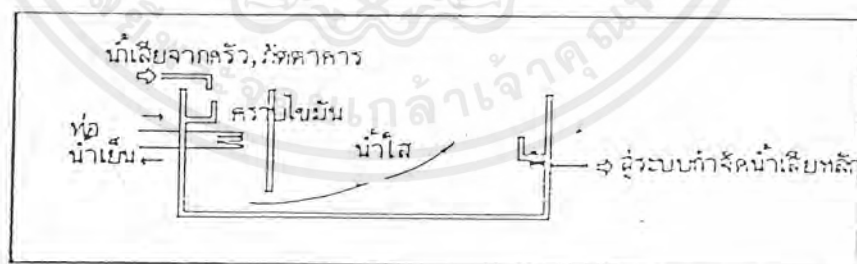 น้ำเสียจากครัว,ภัตตาคาร
คราบไขมัน
ท่อ
น้ำเย็น
น้ำใส
สู่ระบบกำจัดน้ำเสียหลัก